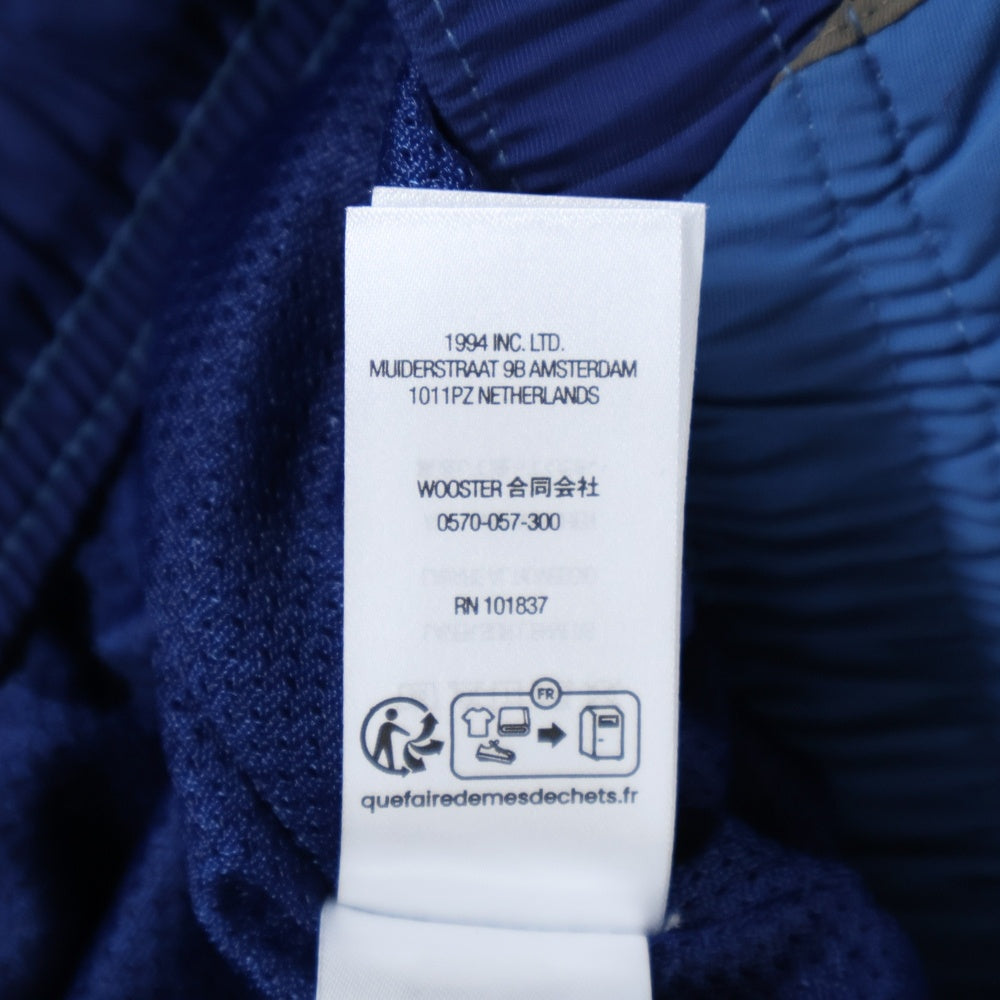 1994 INC. LTD.
MUIDERSTRAAT 9B AMSTERDAM
1011PZ NETHERLANDS
WOOSTER 合同会社
0570-057-300
RN 101837
FR
quefairedemesdechets.fr